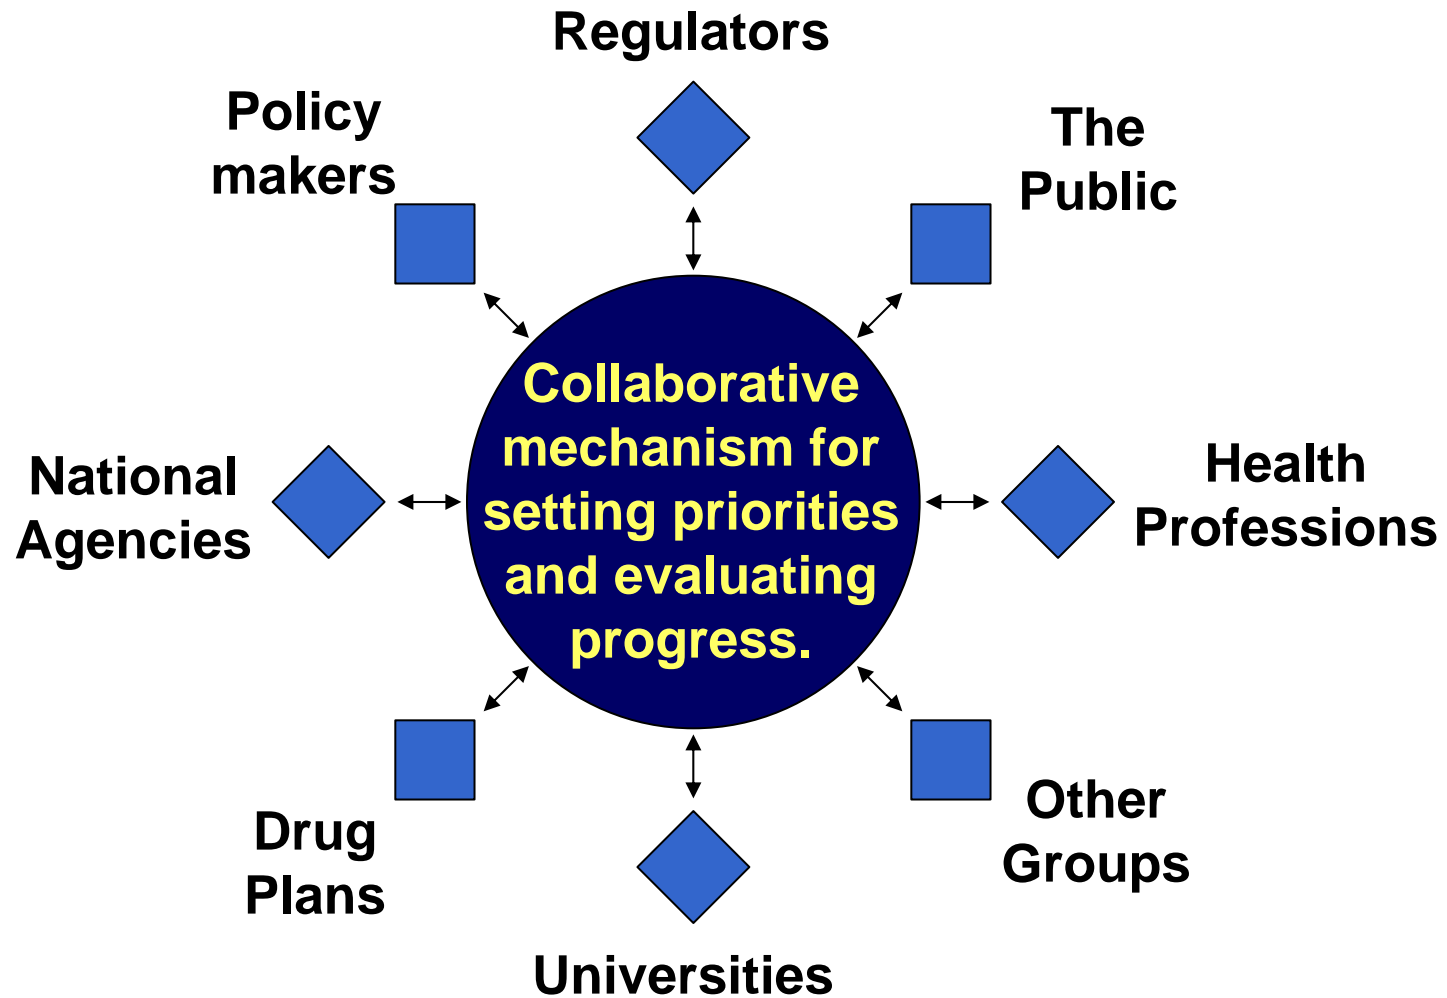 Regulators
Policy
makers
The
Public
Collaborative
mechanism for
setting priorities
and evaluating
progress.
National
Agencies
Health
Professions
Drug
Plans
Other
Groups
Universities